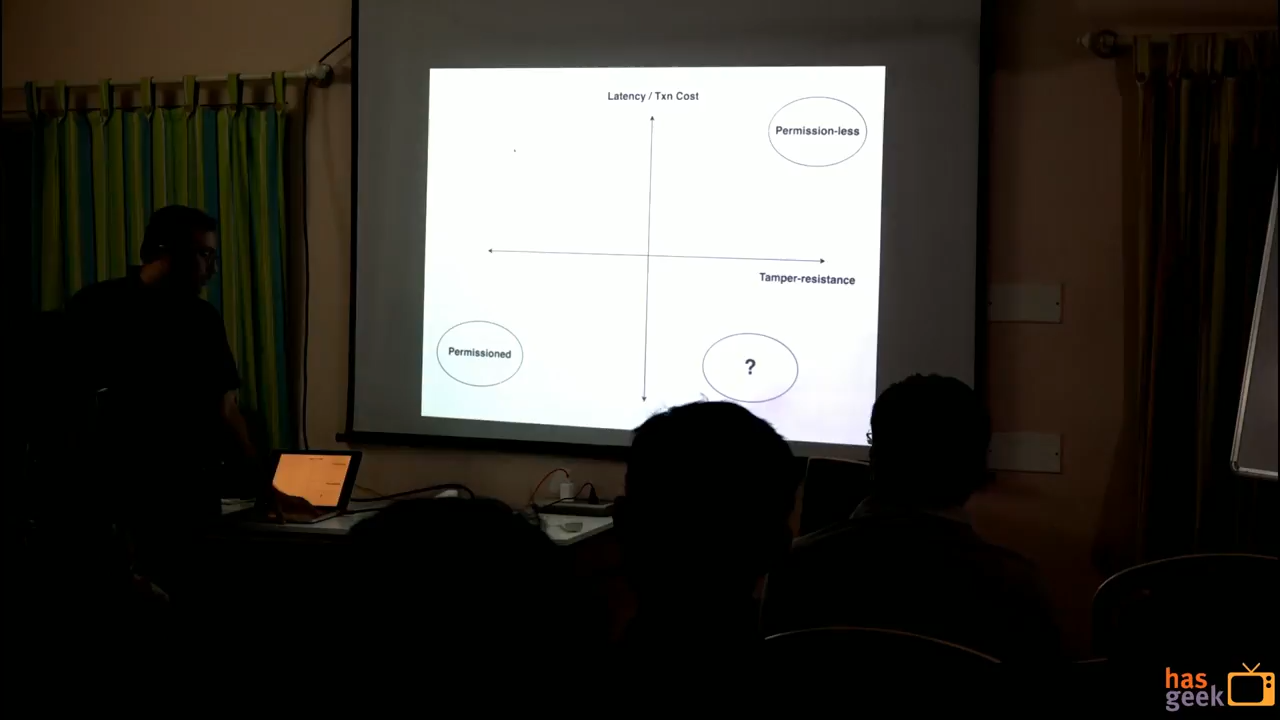 Latency / Txn Cost
Permission-less
Tamper-resistance
Permissioned
?
has
geek